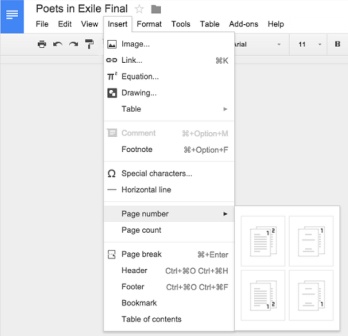 Poets in Exile Final
File Edit View Insert Format Tools Table Add-ons Help
Arial 11 B
Image...
Link... ⌘K
Equation...
Drawing...
Table
Comment ⌘+Option+M
Footnote ⌘+Option+F
Special characters...
Horizontal line
Page number
Page count
Page break ⌘+Enter
Header Ctrl+⌘O Ctrl+⌘H
Footer Ctrl+⌘O Ctrl+⌘F
Bookmark
Table of contents
1 2
1
1 2
1